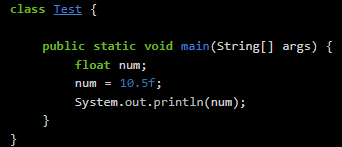 class Test {
public static void main(String[] args) {
float num;
num = 10.5f;
System.out.println(num);
}
}